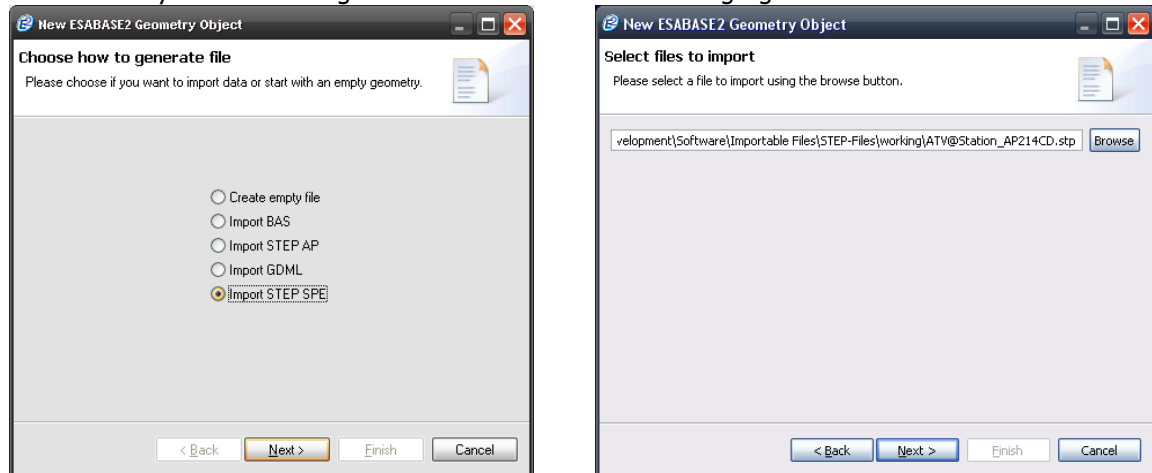 New ESABASE2 Geometry Object
Choose how to generate file
Please choose if you want to import data or start with an empty geometry.
Create empty file
Import BAS
Import STEP AP
Import GDML
Import STEP SPE
< Back Next > Finish Cancel
New ESABASE2 Geometry Object
Select files to import
Please select a file to import using the browse button.
velopment\Software\Importable Files\STEP-Files\working\ATV@Station_AP214CD.stp Browse
< Back Next > Finish Cancel